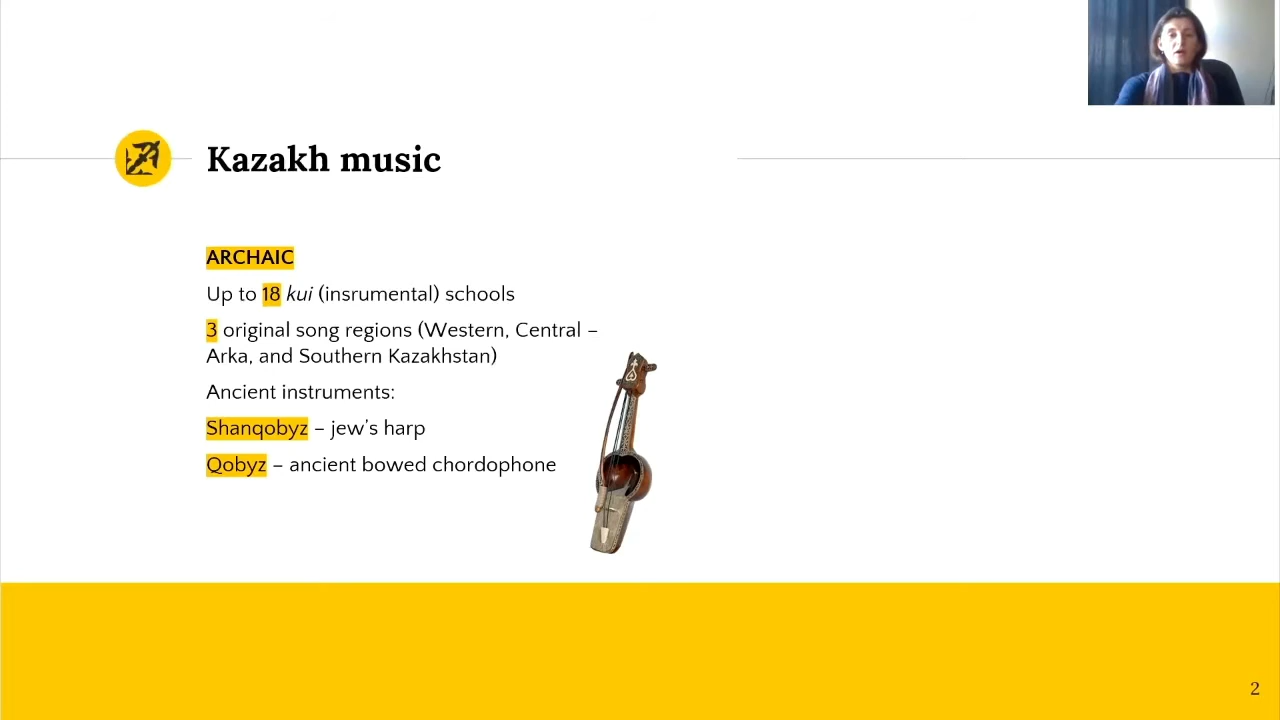 Kazakh music
ARCHAIC
Up to 18 kui (insrumental) schools
3 original song regions (Western, Central –
Arka, and Southern Kazakhstan)
Ancient instruments:
Shanqobyz – jew's harp
Qobyz – ancient bowed chordophone
2